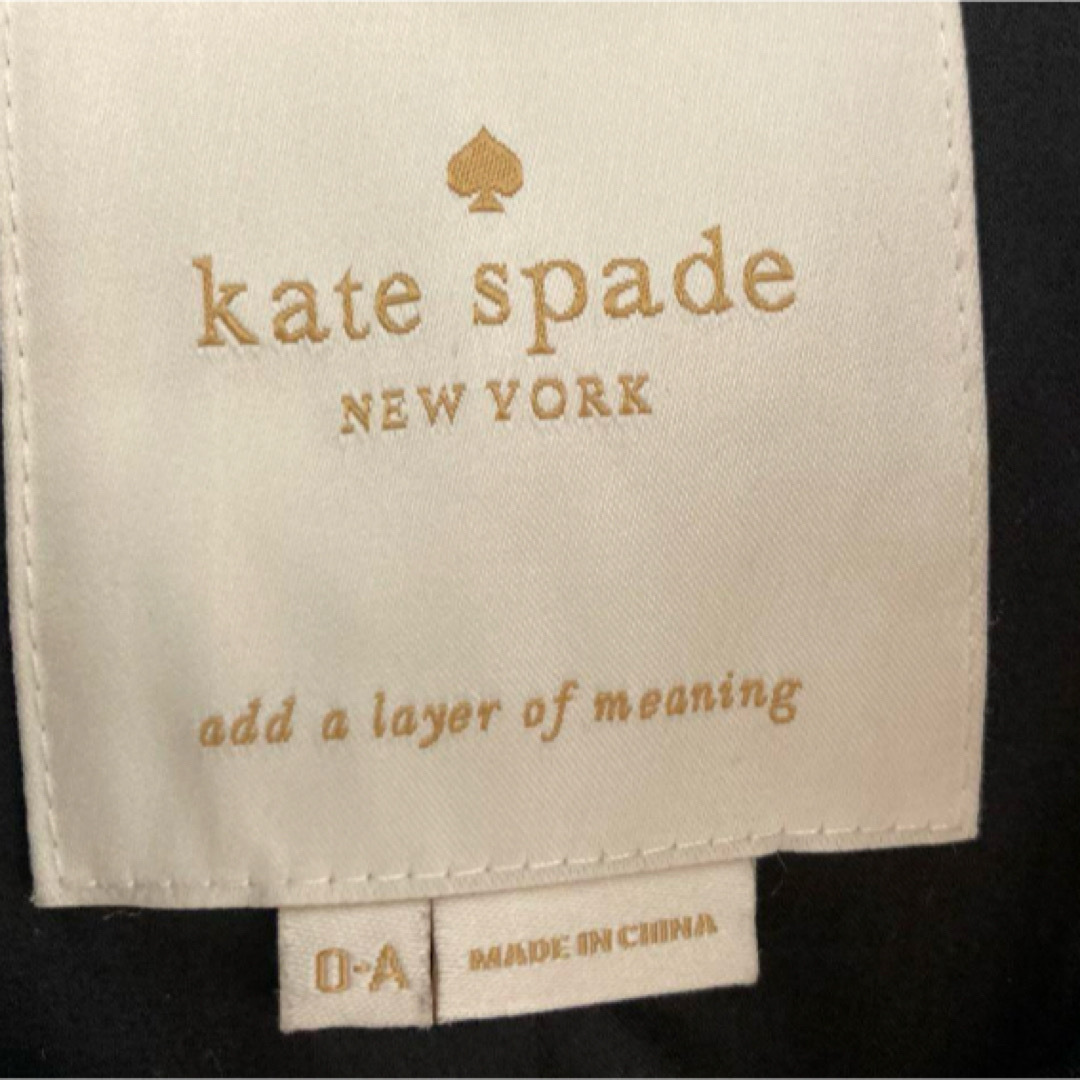 kate spade
NEW YORK
add a layer of meaning
0-A
MADE IN CHINA